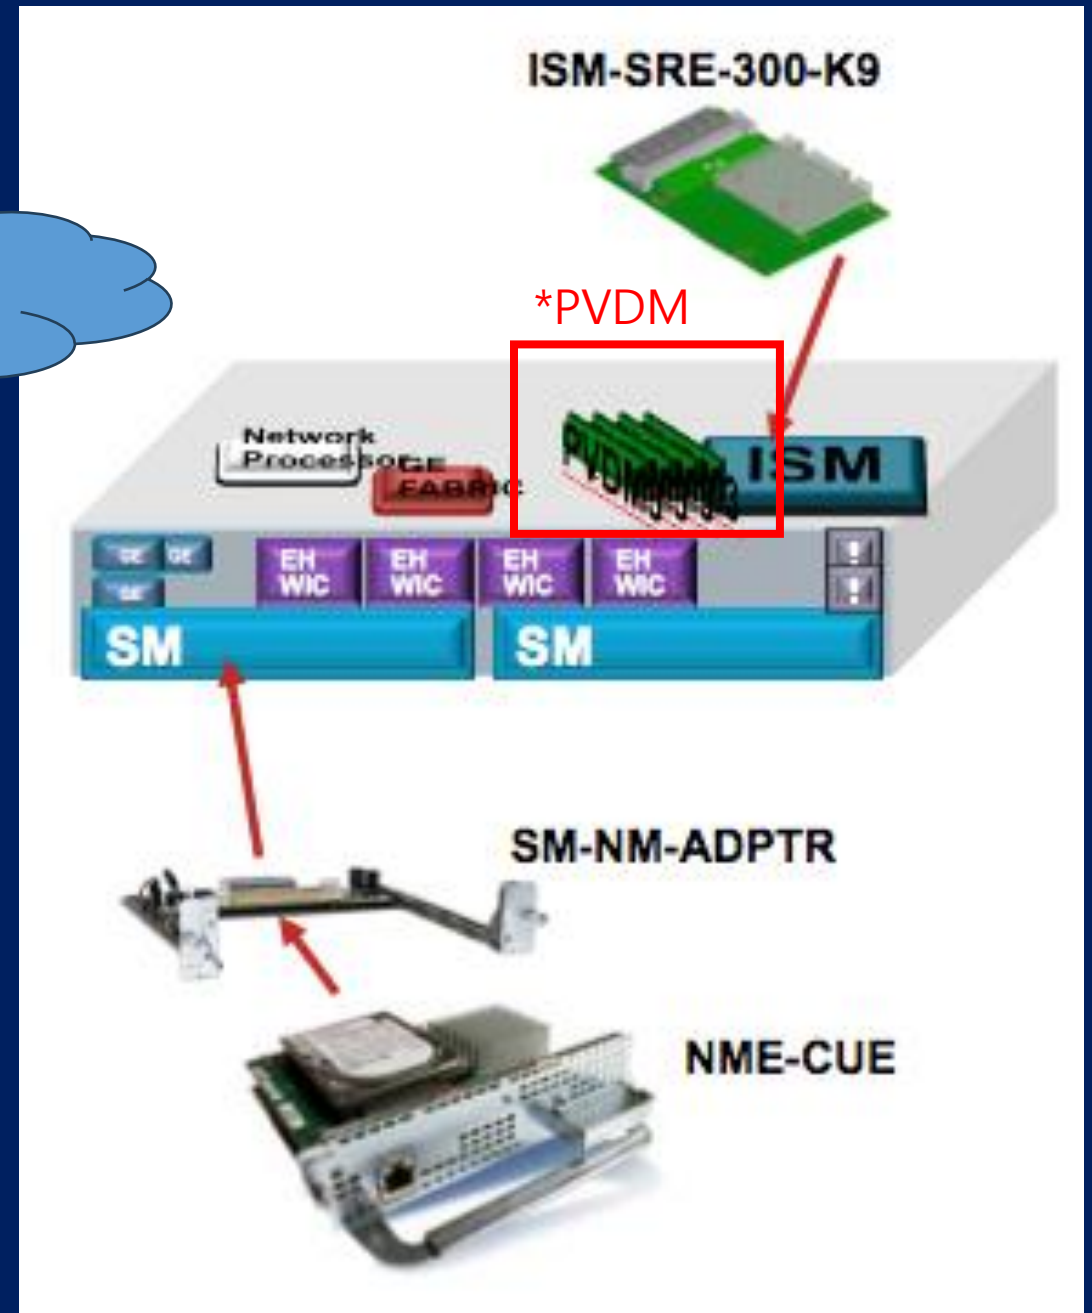 ISM-SRE-300-K9
*PVDM
Network
Processor
GE
FABRIC
PVDM3
ISM
GE GE
GE
EH
WIC
EH
WIC
EH
WIC
EH
WIC
!
!
SM
SM
SM-NM-ADPTR
NME-CUE